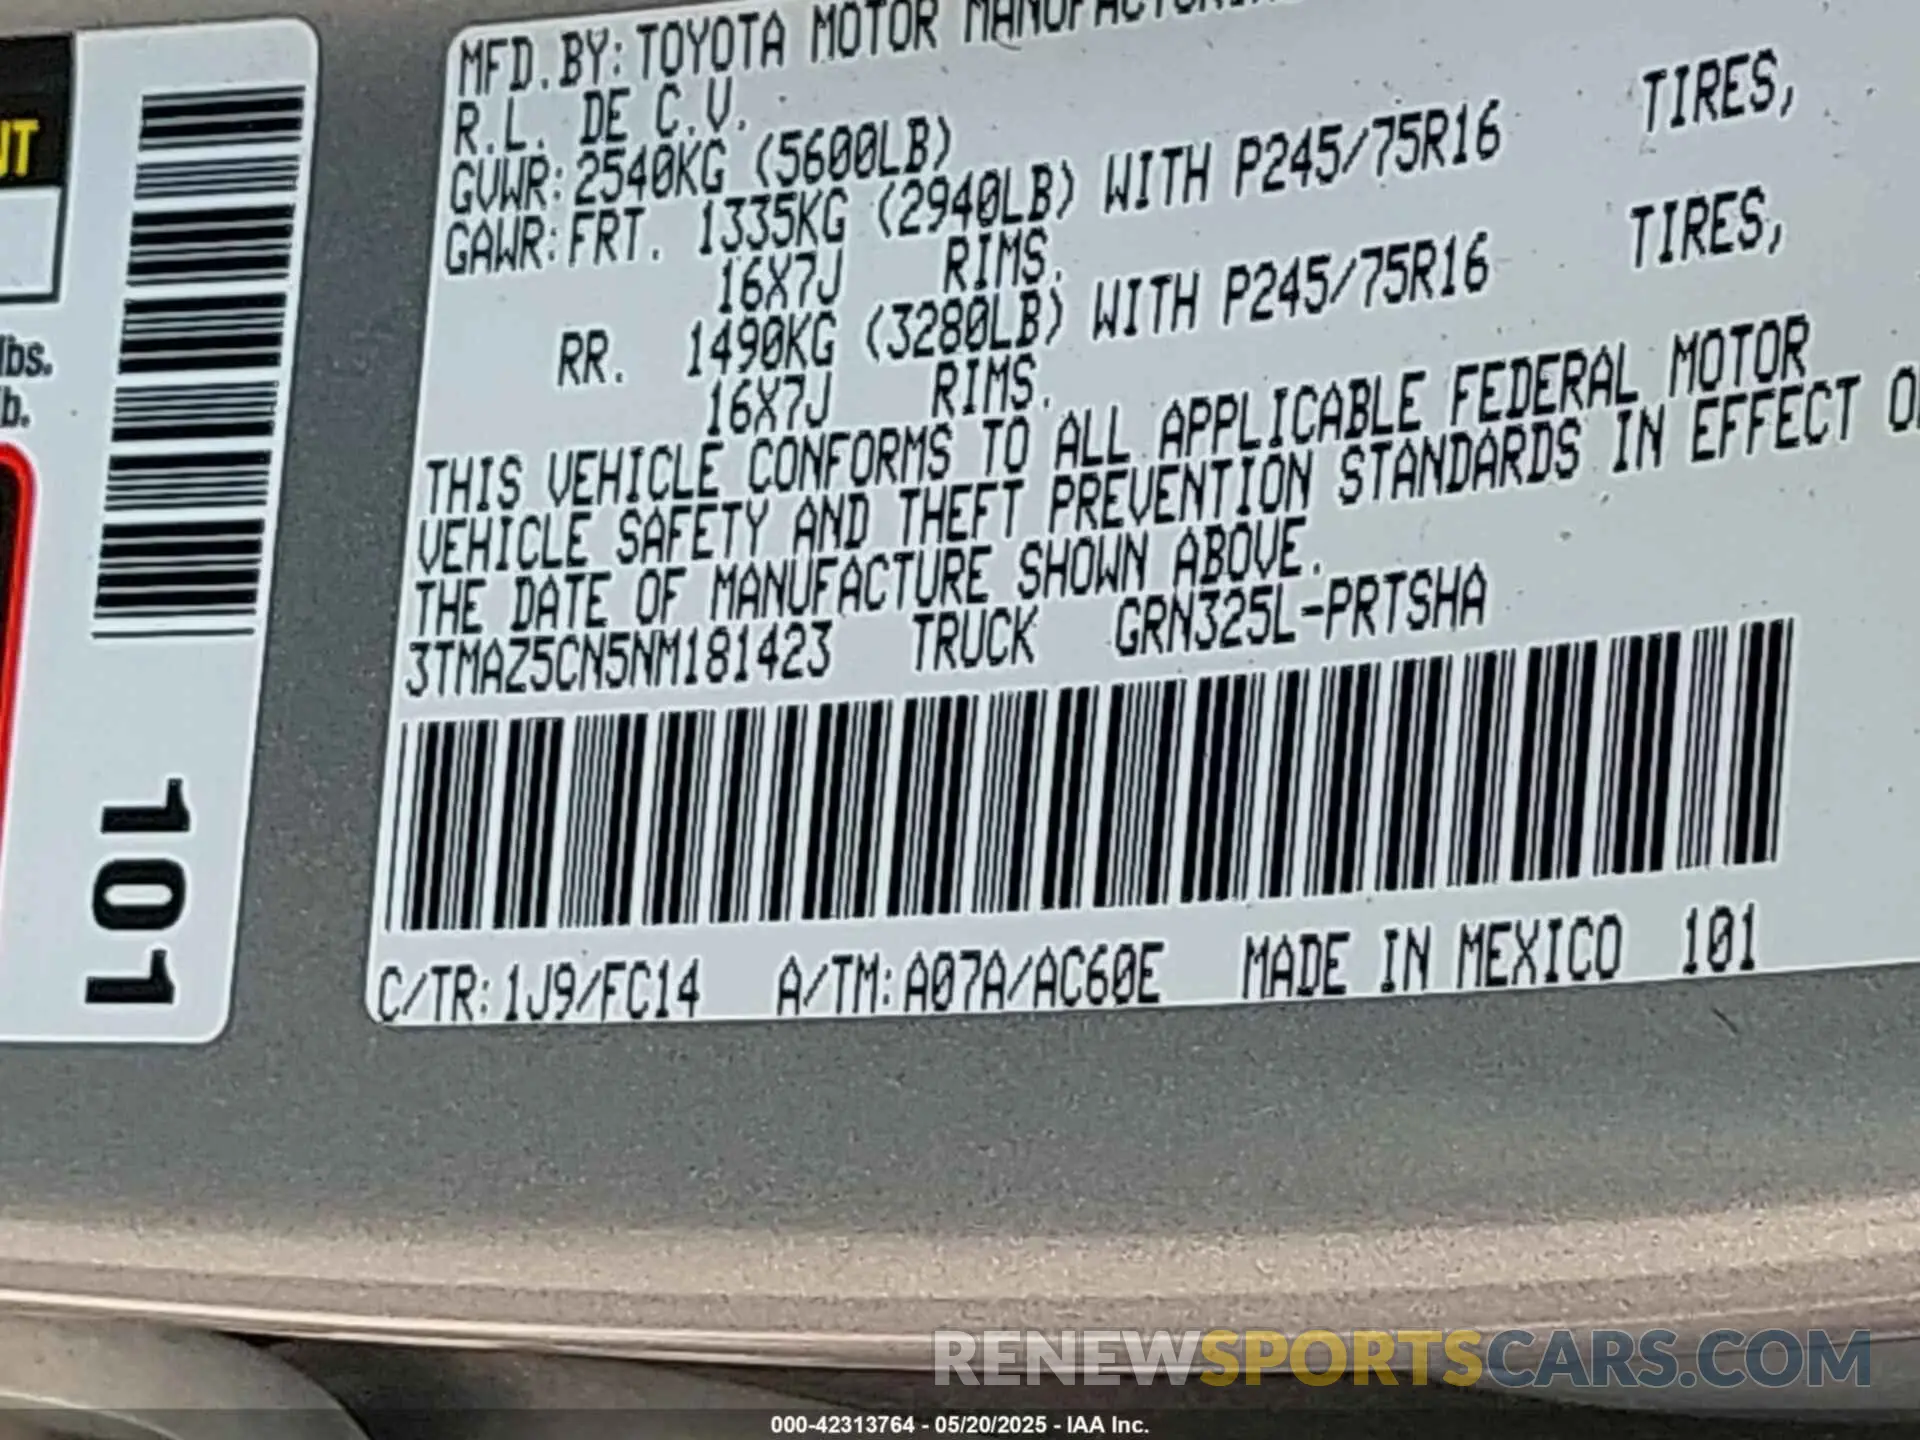 MFD.BY:TOYOTA MOTOR
R.L. DE C.V.
GVWR:2540KG (5600LB)
GAWR:FRT. 1335KG (2940LB) WITH P245/75R16 TIRES,
16X7J RIMS.
RR. 1490KG (3280LB) WITH P245/75R16 TIRES,
16X7J RIMS.
THIS VEHICLE CONFORMS TO ALL APPLICABLE FEDERAL MOTOR
VEHICLE SAFETY AND THEFT PREVENTION STANDARDS IN EFFECT
THE DATE OF MANUFACTURE SHOWN ABOVE.
3TMAZ5CN5NM181423 TRUCK GRN325L-PRTSHA
C/TR:1J9/FC14 A/TM:A07A/AC60E MADE IN MEXICO 101
lbs.
101
RENEWSPORTSCARS.COM
000-42313764 - 05/20/2025 - IAA Inc.